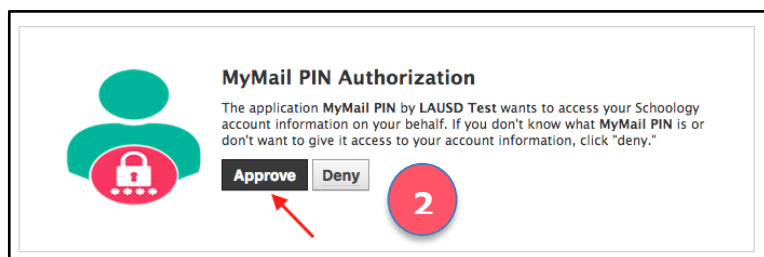 MyMail PIN Authorization
The application MyMail PIN by LAUSD Test wants to access your Schoology
account information on your behalf. If you don't know what MyMail PIN is or
don't want to give it access to your account information, click "deny."
Approve Deny
2